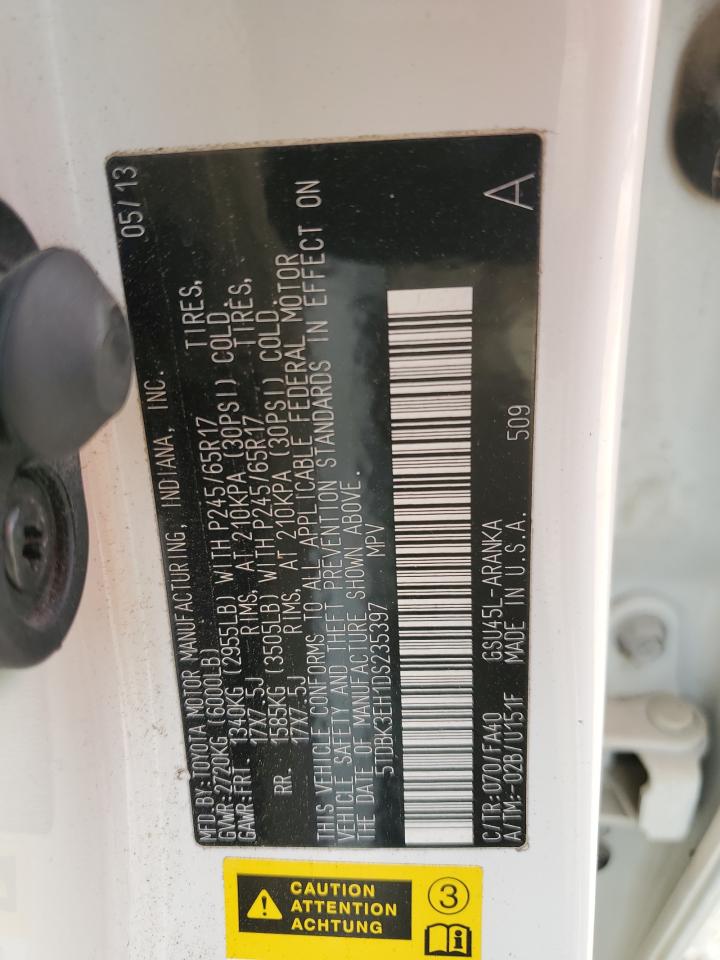 MFD.BY:TOYOTA MOTOR MANUFACTURING, INDIANA, INC. 05/13
GVWR:2720KG (6000LB)
GAWR:FRT. 1340KG (2955LB) WITH P245/65R17 TIRES,
17X7.5J RIMS, AT 210KPA (30PSI) COLD.
RR. 1585KG (3505LB) WITH P245/65R17 TIRES,
17X7.5J RIMS, AT 210KPA (30PSI) COLD.
THIS VEHICLE CONFORMS TO ALL APPLICABLE FEDERAL MOTOR
VEHICLE SAFETY AND THEFT PREVENTION STANDARDS IN EFFECT ON
THE DATE OF MANUFACTURE SHOWN ABOVE.
5TDBK3EH1DS235397 MPV
C/TR:070/FA40 GSU45L-ARANKA
A/TM:-02B/U151F MADE IN U.S.A. 509 A
CAUTION
ATTENTION
ACHTUNG
3